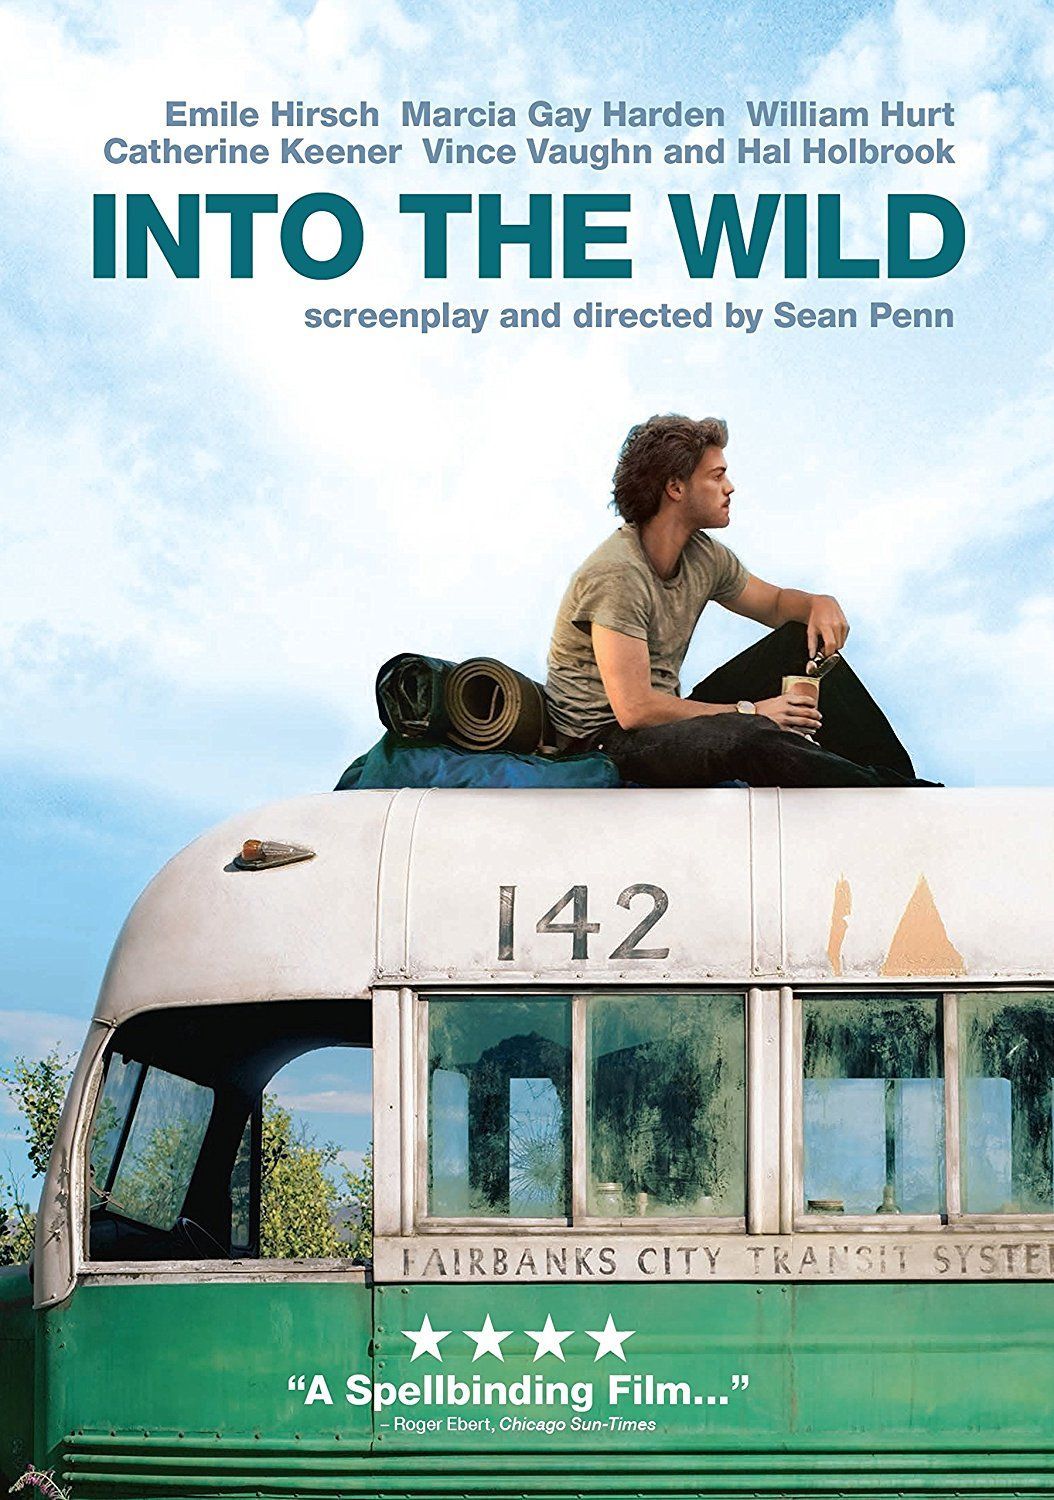 Emile Hirsch Marcia Gay Harden William Hurt
Catherine Keener Vince Vaughn and Hal Holbrook
INTO THE WILD
screenplay and directed by Sean Penn
142
FAIRBANKS CITY TRANSIT SYSTE
“A Spellbinding Film...”
– Roger Ebert, Chicago Sun-Times